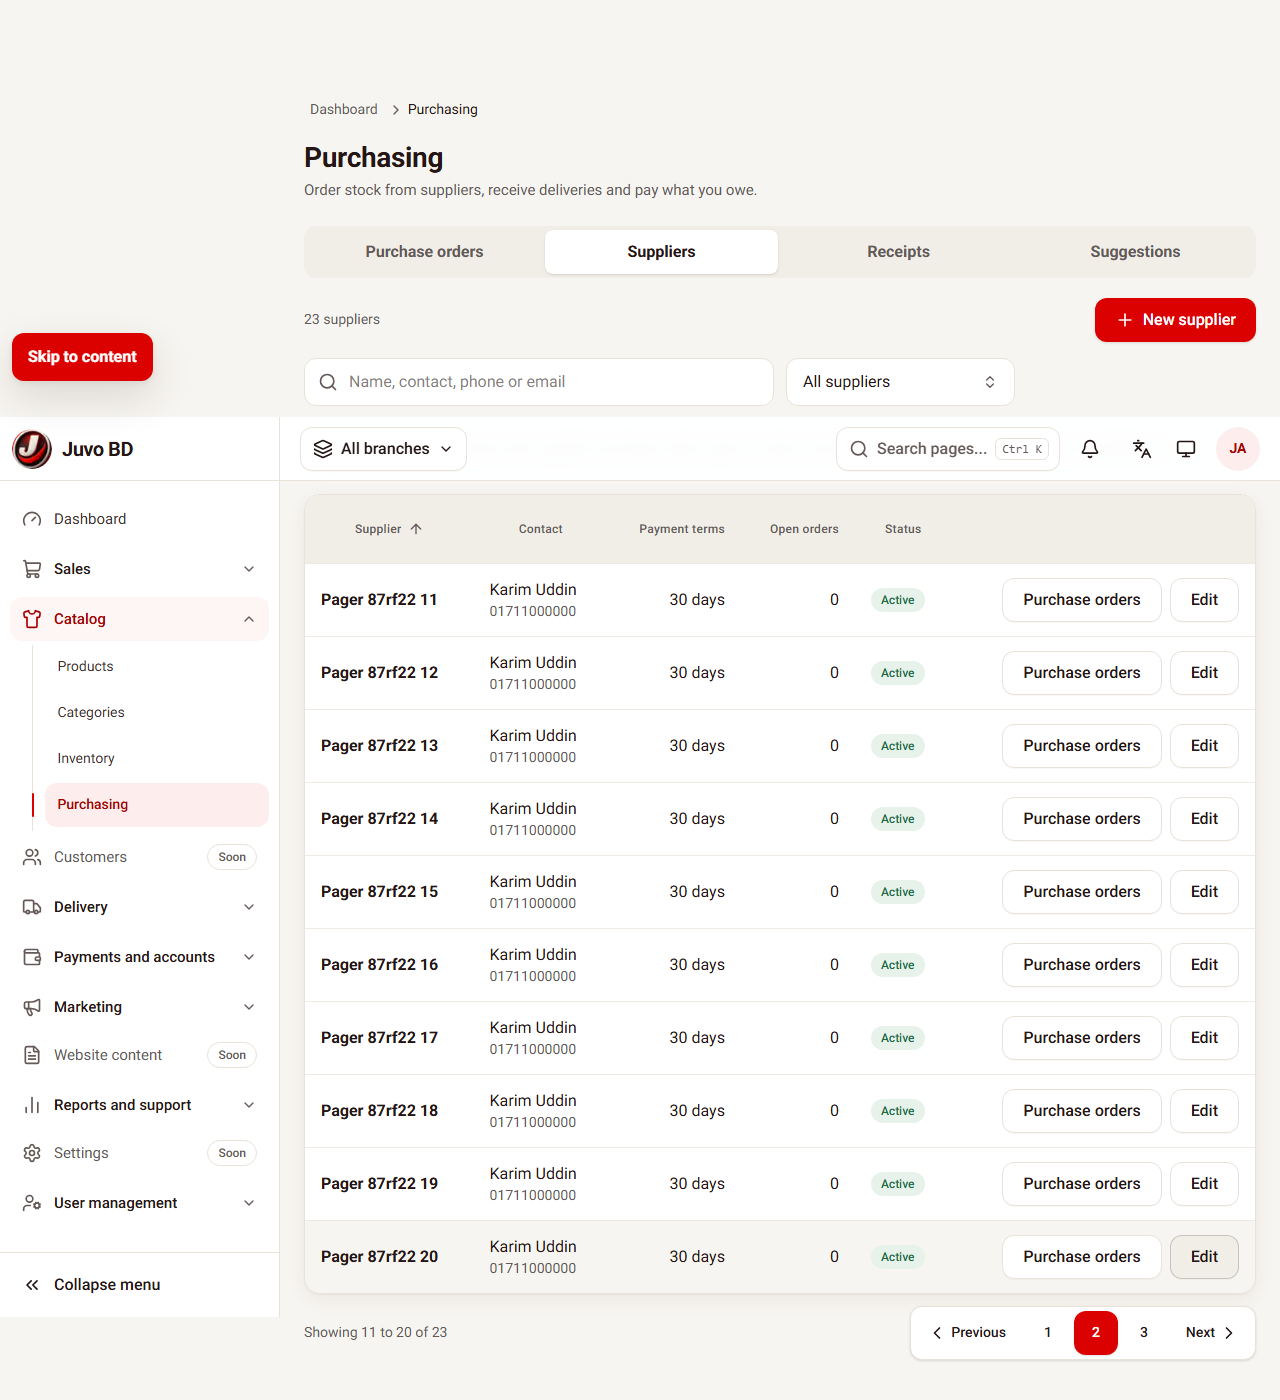 Dashboard > Purchasing
Purchasing
Order stock from suppliers, receive deliveries and pay what you owe.
Purchase orders Suppliers Receipts Suggestions
23 suppliers
New supplier
Skip to content
Name, contact, phone or email
All suppliers
Juvo BD
All branches
Search pages... Ctrl K
JA
Dashboard
Sales
Catalog
Products
Categories
Inventory
Purchasing
Customers Soon
Delivery
Payments and accounts
Marketing
Website content Soon
Reports and support
Settings Soon
User management
Collapse menu
Supplier Contact Payment terms Open orders Status
Pager 87rf22 11 Karim Uddin 30 days 0 Active Purchase orders Edit
01711000000
Pager 87rf22 12 Karim Uddin 30 days 0 Active Purchase orders Edit
01711000000
Pager 87rf22 13 Karim Uddin 30 days 0 Active Purchase orders Edit
01711000000
Pager 87rf22 14 Karim Uddin 30 days 0 Active Purchase orders Edit
01711000000
Pager 87rf22 15 Karim Uddin 30 days 0 Active Purchase orders Edit
01711000000
Pager 87rf22 16 Karim Uddin 30 days 0 Active Purchase orders Edit
01711000000
Pager 87rf22 17 Karim Uddin 30 days 0 Active Purchase orders Edit
01711000000
Pager 87rf22 18 Karim Uddin 30 days 0 Active Purchase orders Edit
01711000000
Pager 87rf22 19 Karim Uddin 30 days 0 Active Purchase orders Edit
01711000000
Pager 87rf22 20 Karim Uddin 30 days 0 Active Purchase orders Edit
01711000000
Showing 11 to 20 of 23
Previous 1 2 3 Next